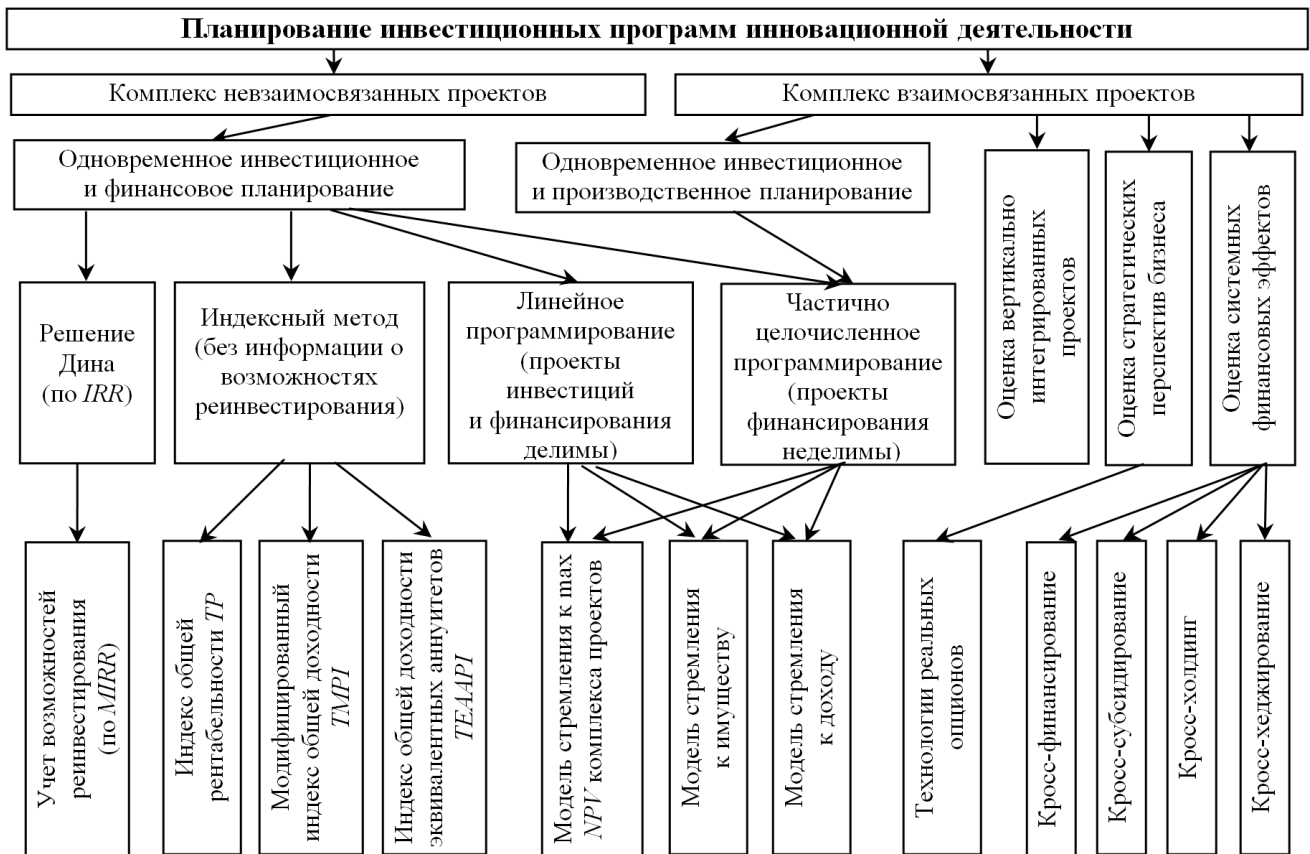 Планирование инвестиционных программ инновационной деятельности
Комплекс невзаимосвязанных проектов
Комплекс взаимосвязанных проектов
Одновременное инвестиционное
и финансовое планирование
Одновременное инвестиционное
и производственное планирование
Оценка вертикально
интегрированных
проектов
Оценка стратегических
перспектив бизнеса
Оценка системных
финансовых эффектов
Решение
Дина
(по IRR)
Индексный метод
(без информации о
возможностях
реинвестирования)
Линейное
программирование
(проекты
инвестиций
и финансирования
делимы)
Частично
целочисленное
программирование
(проекты
финансирования
неделимы)
Учет возможностей
реинвестирования
(по MIRR)
Индекс общей
рентабельности TP
Модифицированный
индекс общей доходности
TMPI
Индекс общей доходности
эквивалентных аннуитетов
TEAAPI
Модель стремления к max
NPV комплекса проектов
Модель стремления
к имуществу
Модель стремления
к доходу
Технологии реальных
опционов
Кросс-финансирование
Кросс-субсидирование
Кросс-холдинг
Кросс-хеджирование